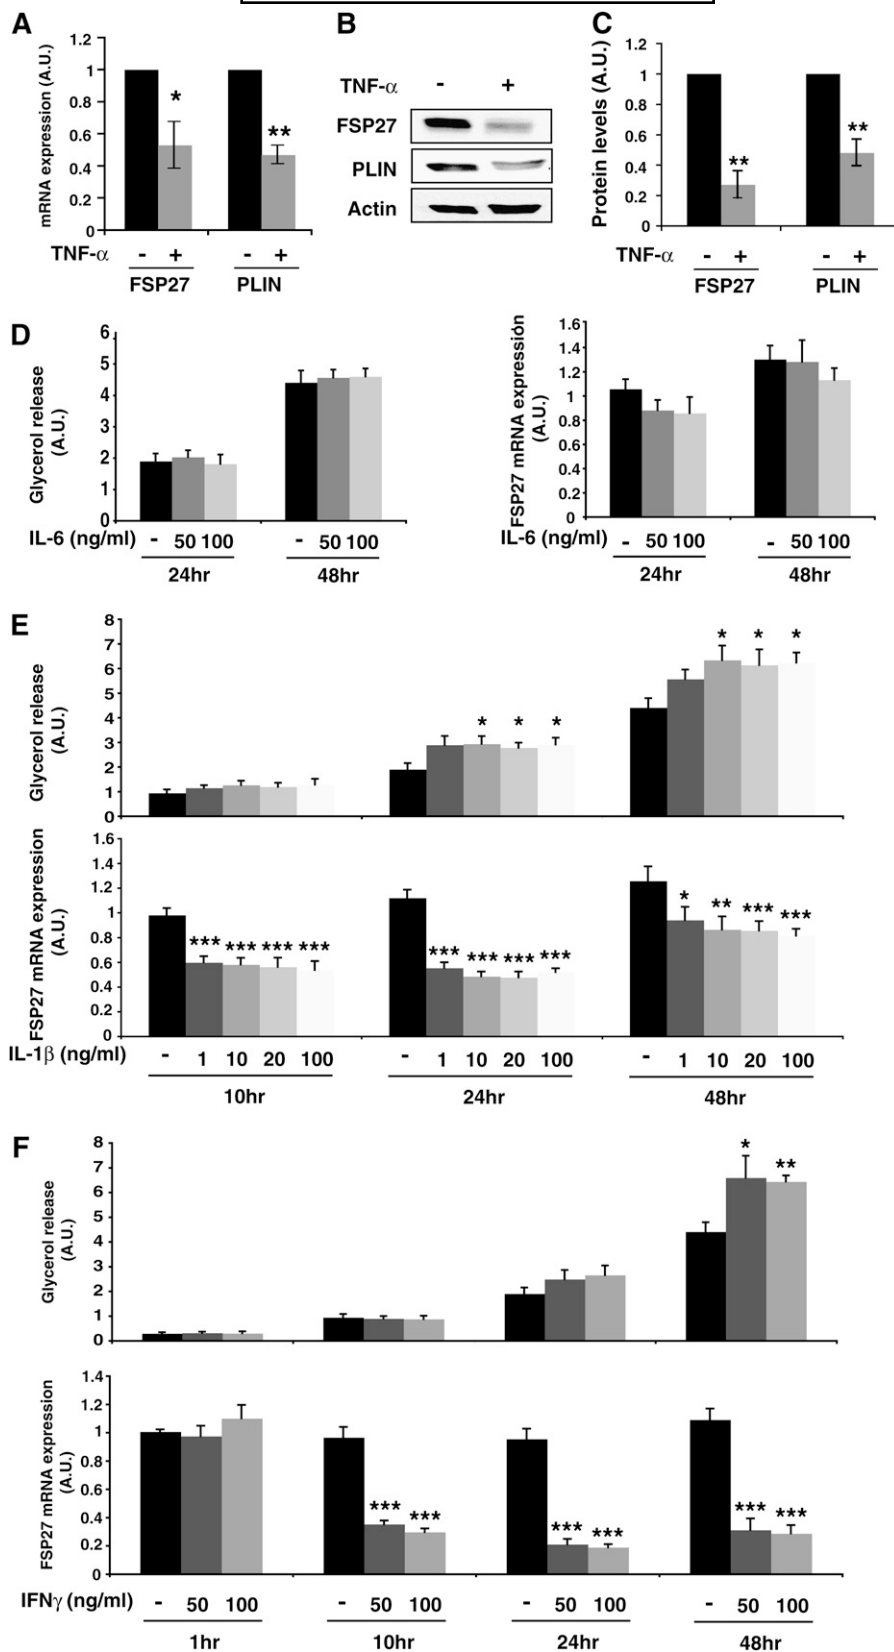 A
mRNA expression (A.U.)
1.2
1
0.8
0.6
0.4
0.2
0
* **
TNF-α - + - +
FSP27 PLIN
B
TNF-α - +
FSP27
PLIN
Actin
C
Protein levels (A.U.)
1.2
1
0.8
0.6
0.4
0.2
0
** **
TNF-α - + - +
FSP27 PLIN
D
Glycerol release
(A.U.)
6
5
4
3
2
1
0
IL-6 (ng/ml) - 50 100 - 50 100
24hr 48hr
FSP27 mRNA expression
(A.U.)
1.6
1.4
1.2
1
0.8
0.6
0.4
0.2
0
IL-6 (ng/ml) - 50 100 - 50 100
24hr 48hr
E
Glycerol release
(A.U.)
8
7
6
5
4
3
2
1
0
* * * * * *
FSP27 mRNA expression
(A.U.)
1.6
1.4
1.2
1
0.8
0.6
0.4
0.2
0
*** *** *** *** *** *** *** *** * ** *** ***
IL-1β (ng/ml) - 1 10 20 100 - 1 10 20 100 - 1 10 20 100
10hr 24hr 48hr
F
Glycerol release
(A.U.)
8
7
6
5
4
3
2
1
0
* **
FSP27 mRNA expression
(A.U.)
1.4
1.2
1
0.8
0.6
0.4
0.2
0
*** *** *** *** *** ***
IFNγ (ng/ml) - 50 100 - 50 100 - 50 100 - 50 100
1hr 10hr 24hr 48hr